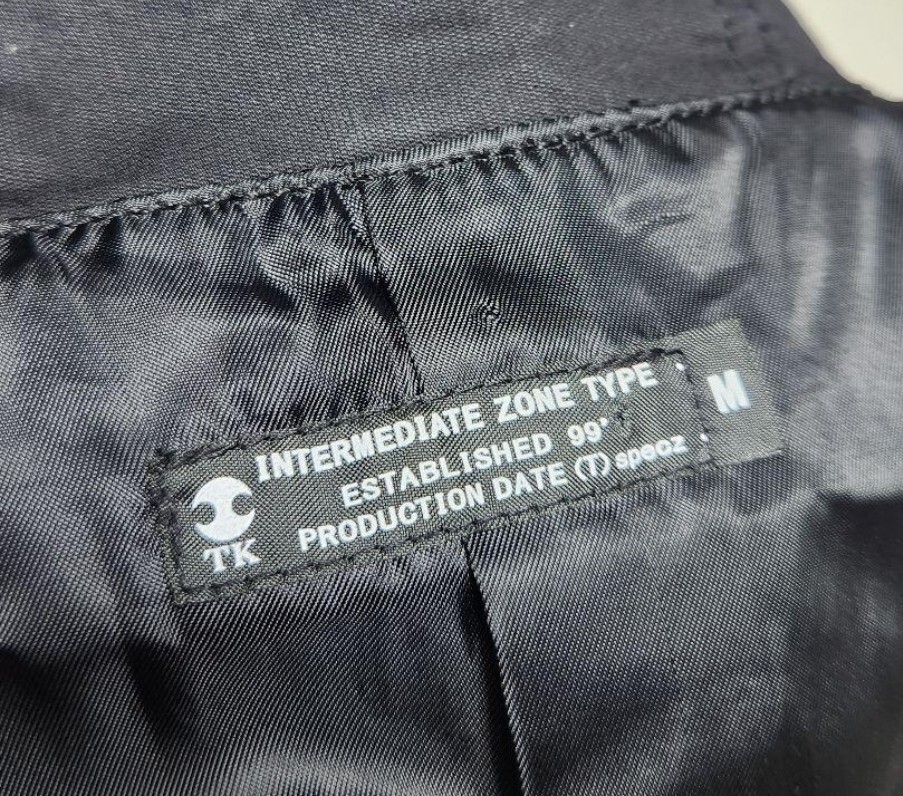 INTERMEDIATE ZONE TYPE
ESTABLISHED 99'
PRODUCTION DATE (T) specz
TK
M